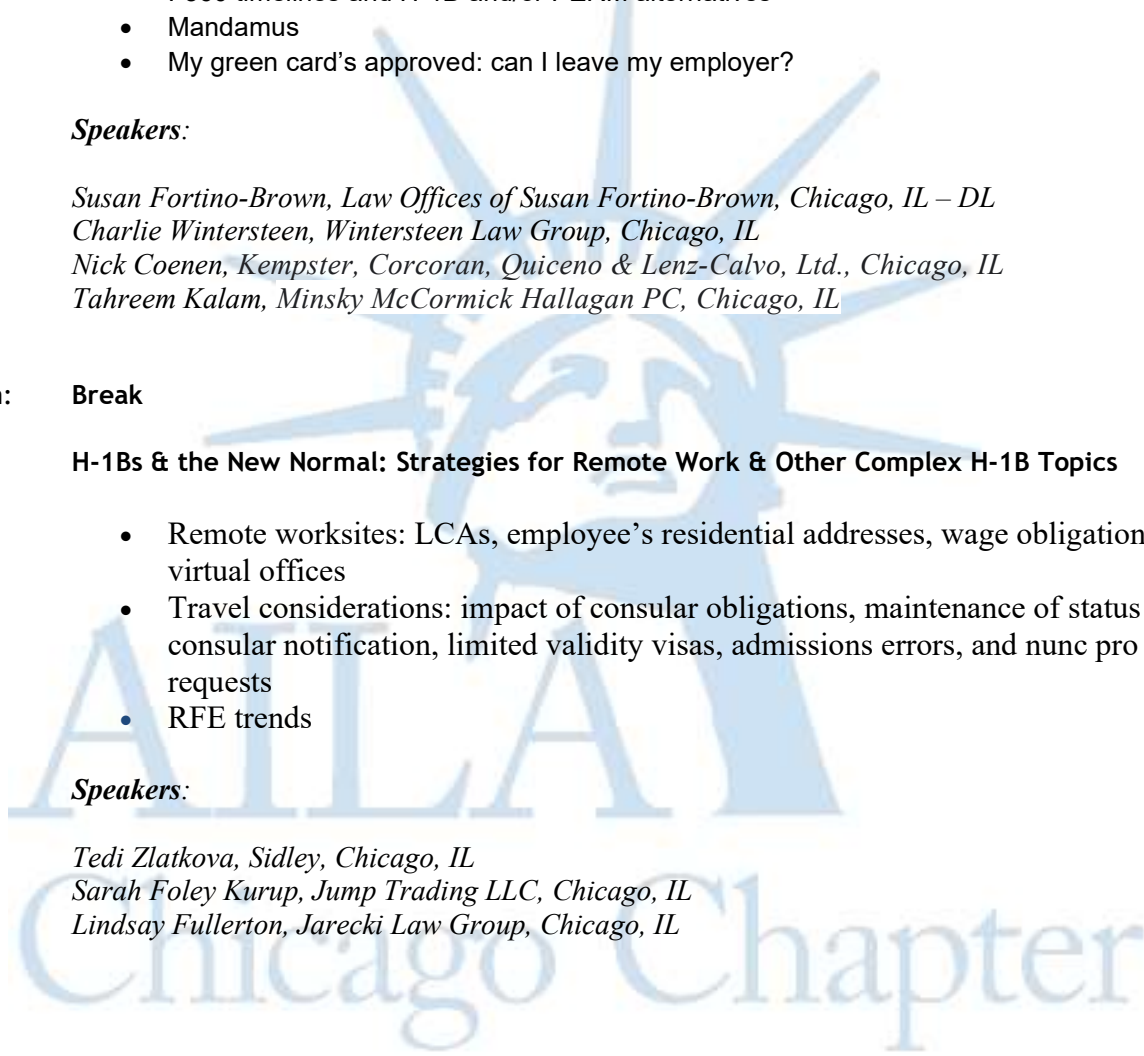 • Mandamus
• My green card’s approved: can I leave my employer?
Speakers:
Susan Fortino-Brown, Law Offices of Susan Fortino-Brown, Chicago, IL – DL
Charlie Wintersteen, Wintersteen Law Group, Chicago, IL
Nick Coenen, Kempster, Corcoran, Quiceno & Lenz-Calvo, Ltd., Chicago, IL
Tahreem Kalam, Minsky McCormick Hallagan PC, Chicago, IL
Break
H-1Bs & the New Normal: Strategies for Remote Work & Other Complex H-1B Topics
• Remote worksites: LCAs, employee’s residential addresses, wage obligation
virtual offices
• Travel considerations: impact of consular obligations, maintenance of status
consular notification, limited validity visas, admissions errors, and nunc pro
requests
• RFE trends
AILA
Speakers:
Tedi Zlatkova, Sidley, Chicago, IL
Sarah Foley Kurup, Jump Trading LLC, Chicago, IL
Lindsay Fullerton, Jarecki Law Group, Chicago, IL
Chicago Chapter